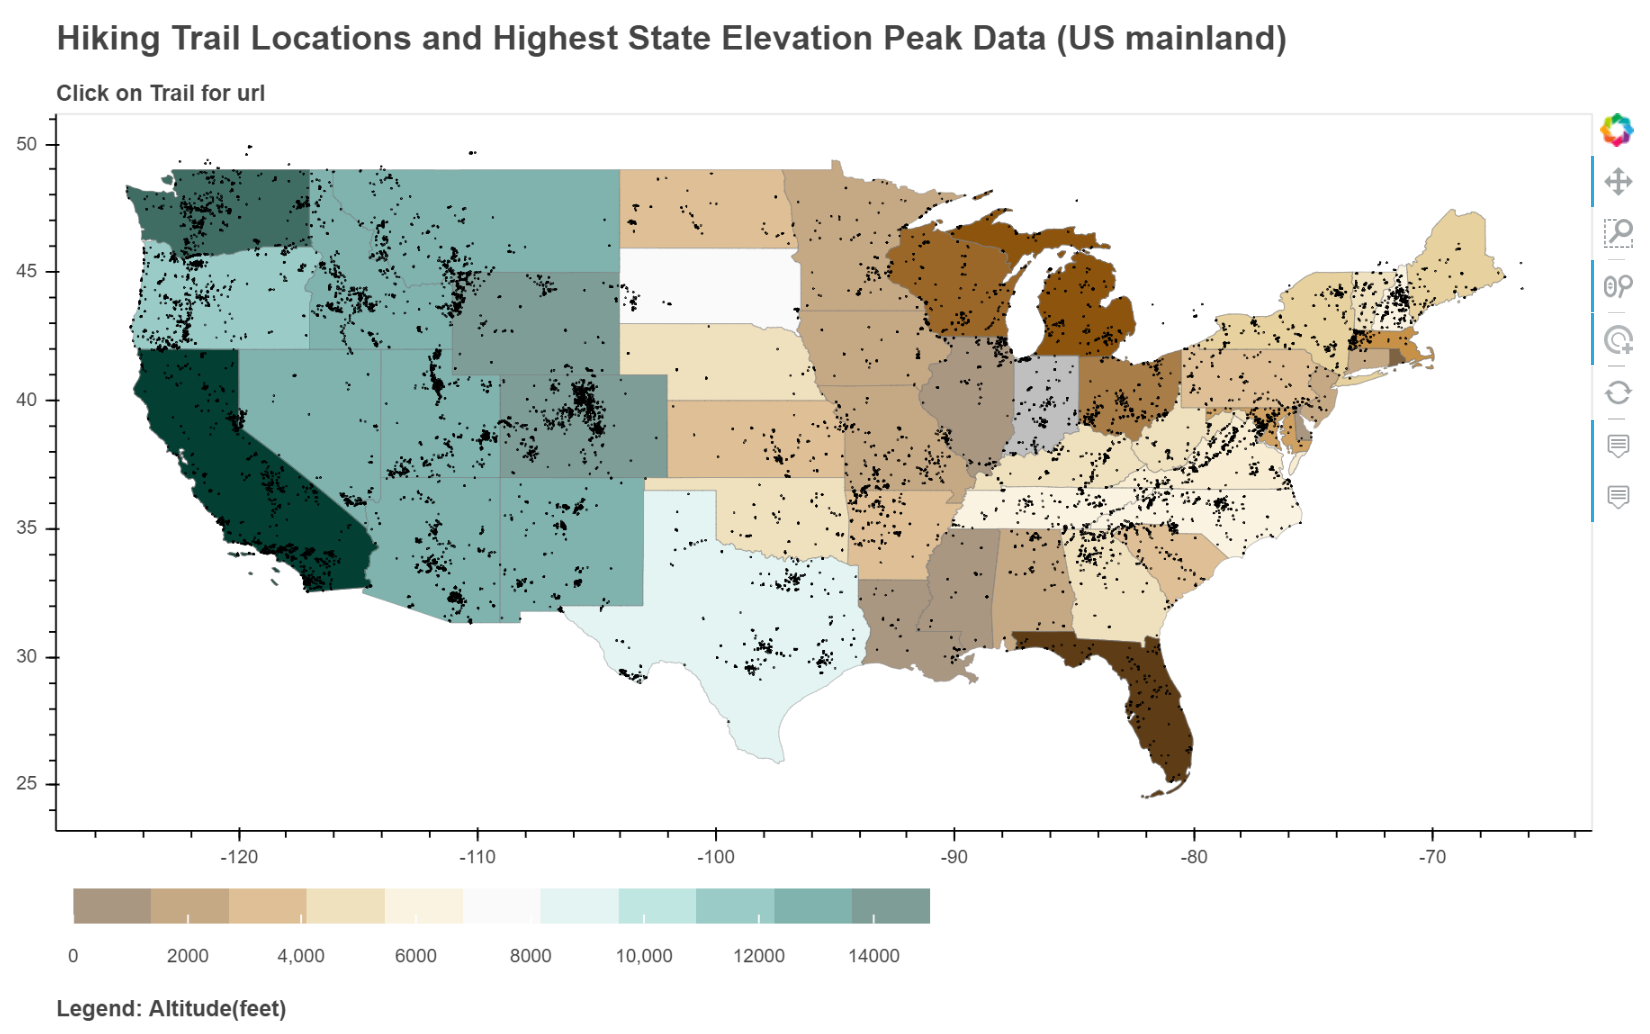 Hiking Trail Locations and Highest State Elevation Peak Data (US mainland)
Click on Trail for url
50
45
40
35
30
25
-120 -110 -100 -90 -80 -70
0 2000 4,000 6000 8000 10,000 12000 14000
Legend: Altitude(feet)